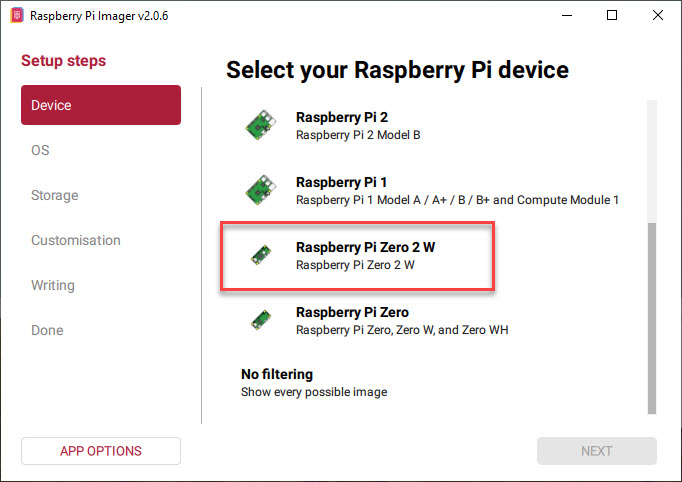 Raspberry Pi Imager v2.0.6
Setup steps
Device
OS
Storage
Customisation
Writing
Done
APP OPTIONS
Select your Raspberry Pi device
Raspberry Pi 2
Raspberry Pi 2 Model B
Raspberry Pi 1
Raspberry Pi 1 Model A / A+ / B / B+ and Compute Module 1
Raspberry Pi Zero 2 W
Raspberry Pi Zero 2 W
Raspberry Pi Zero
Raspberry Pi Zero, Zero W, and Zero WH
No filtering
Show every possible image
NEXT